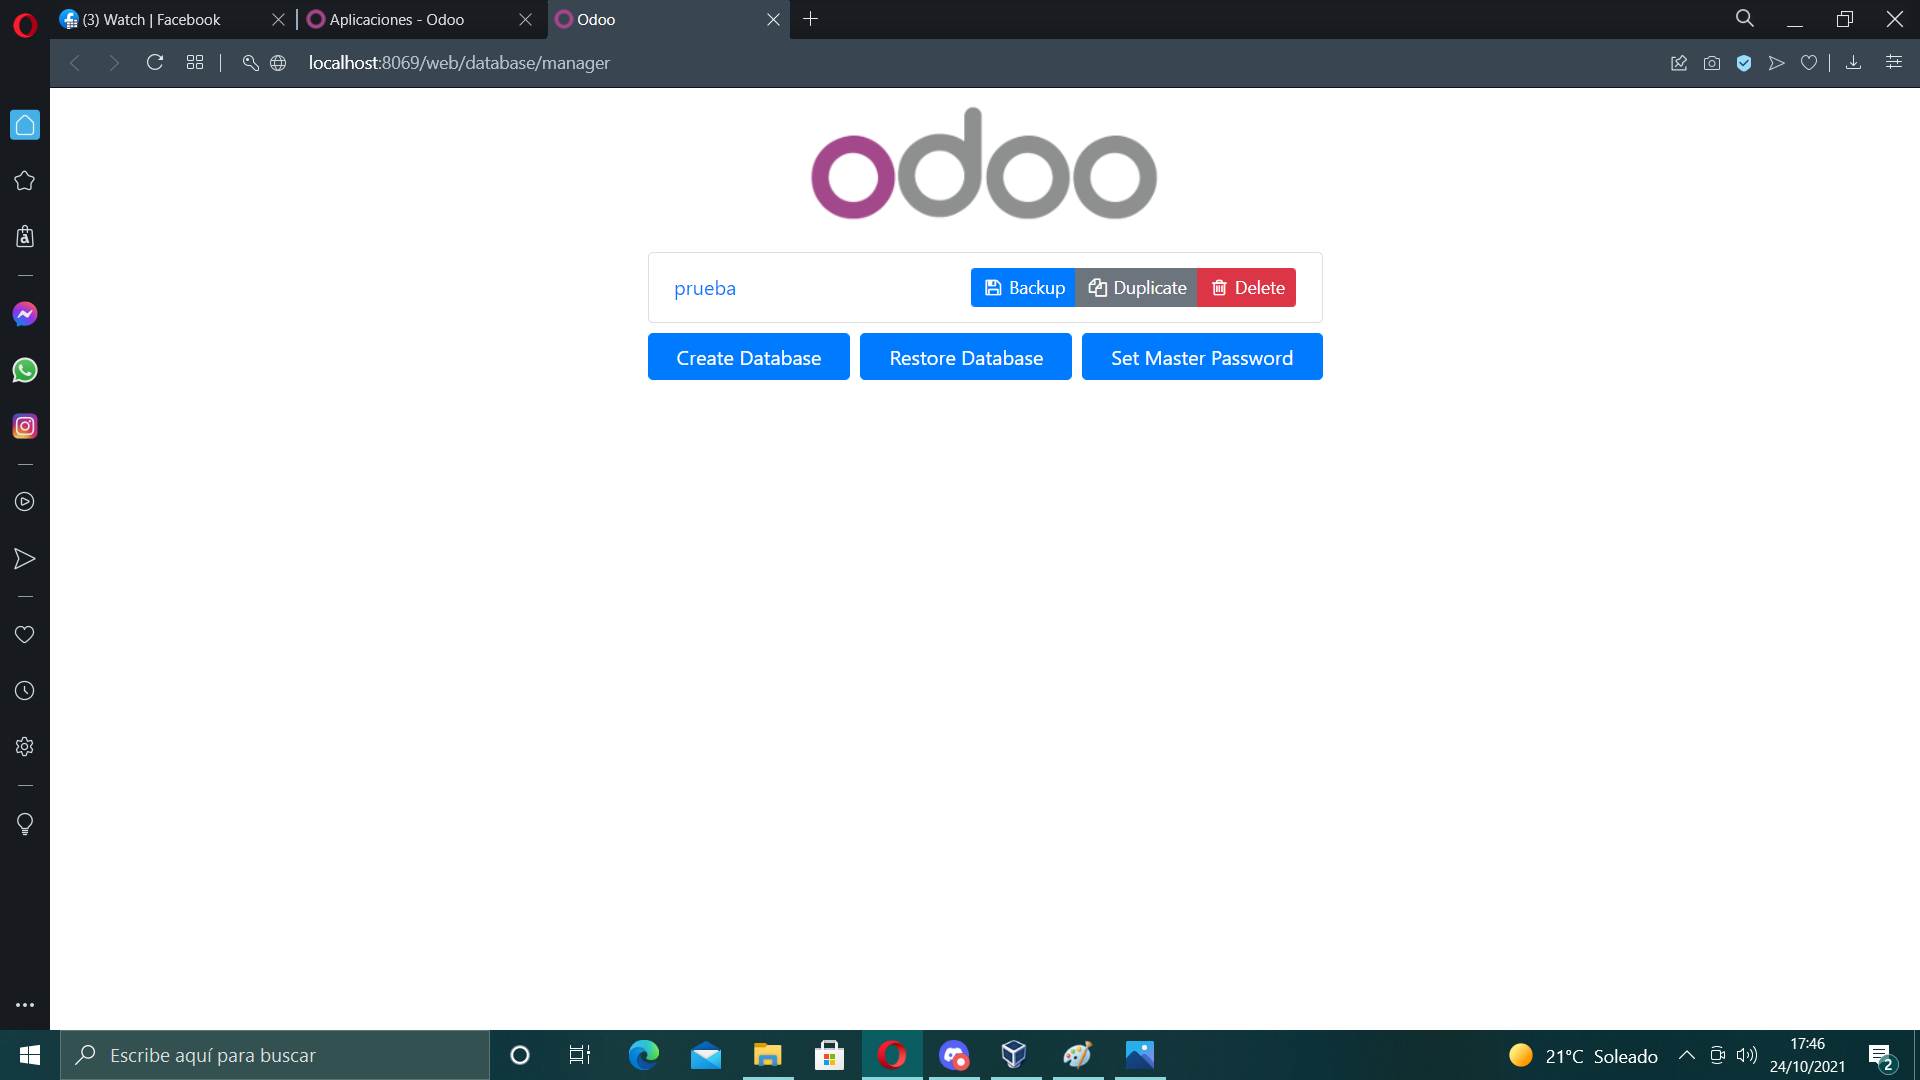 (3) Watch | Facebook
Aplicaciones - Odoo
Odoo
localhost:8069/web/database/manager
odoo
prueba
Backup
Duplicate
Delete
Create Database
Restore Database
Set Master Password
Escribe aquí para buscar
21°C Soleado
17:46
24/10/2021
2